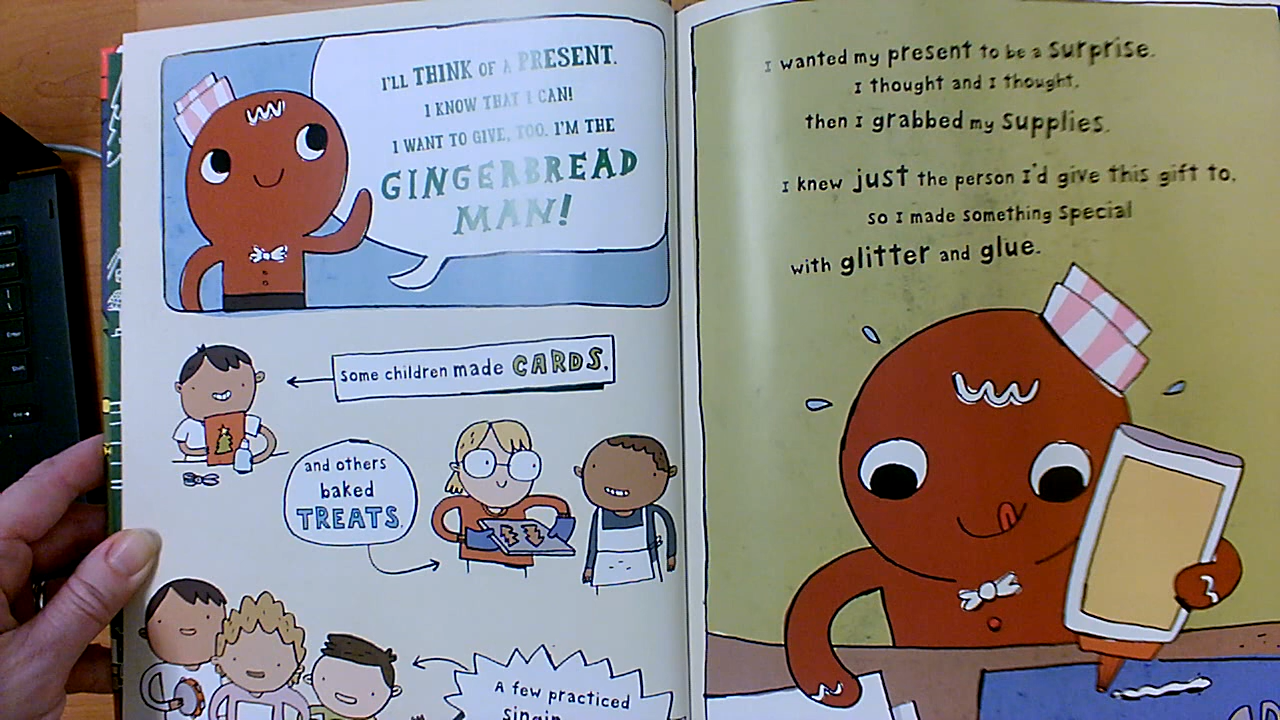 I'LL THINK OF A PRESENT.
I KNOW THAT I CAN!
I WANT TO GIVE, TOO. I'M THE
GINGERBREAD
MAN!
some children made CARDS,
and others
baked
TREATS.
A few practiced
singin
I wanted my present to be a surprise.
I thought and I thought,
then I grabbed my supplies.
I knew just the person I'd give this gift to,
so I made something special
with glitter and glue.